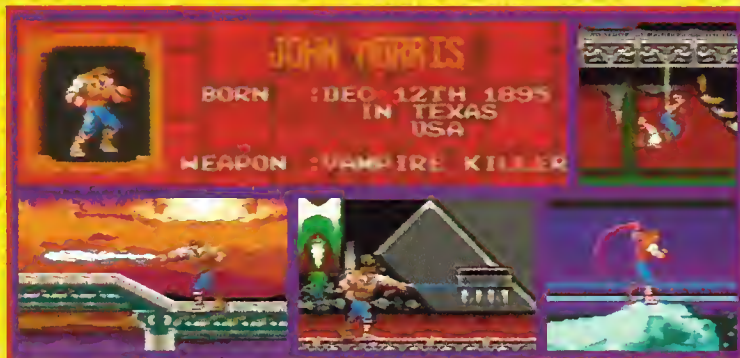 JOHN MORRIS
BORN :DEC 12TH 1895
IN TEXAS
USA
WEAPON :VAMPIRE KILLER